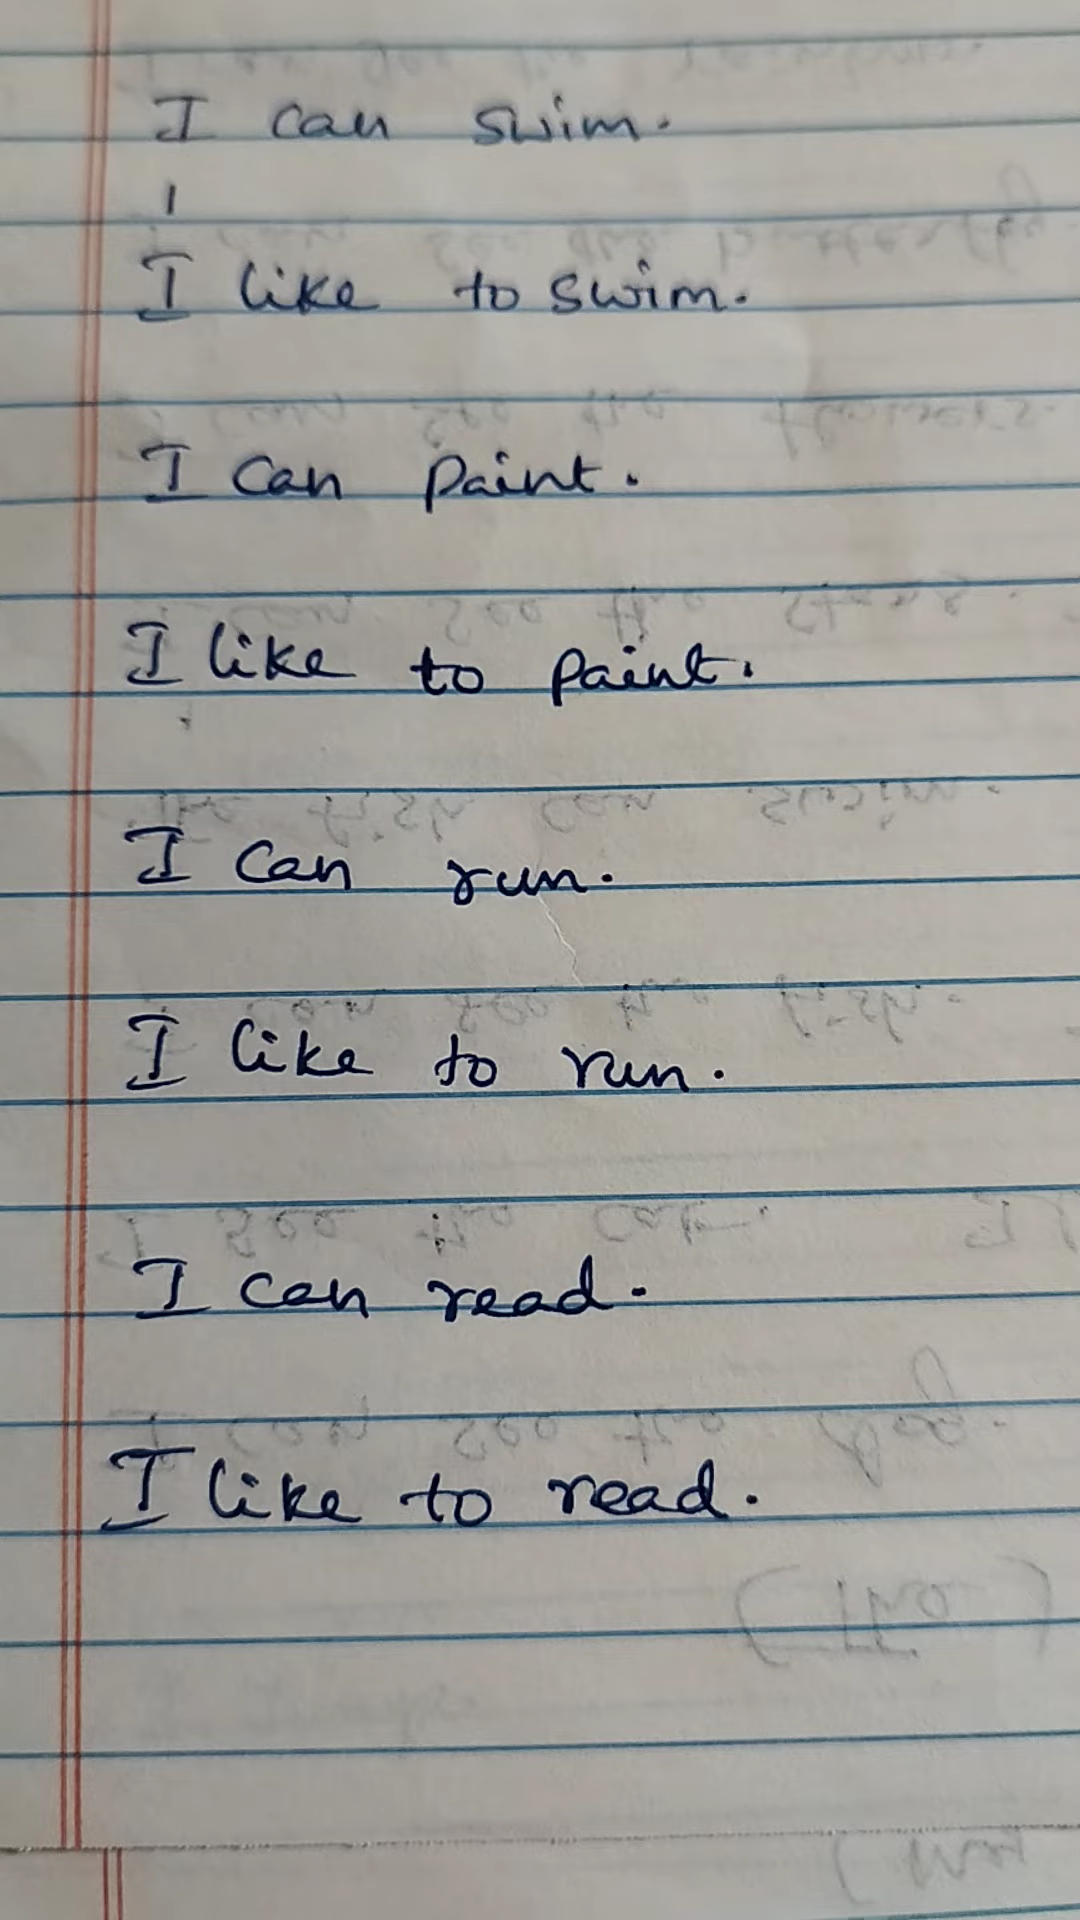 I can swim.
I like to swim.
I can paint.
I like to paint.
I can run.
I like to run.
I can read.
I like to read.